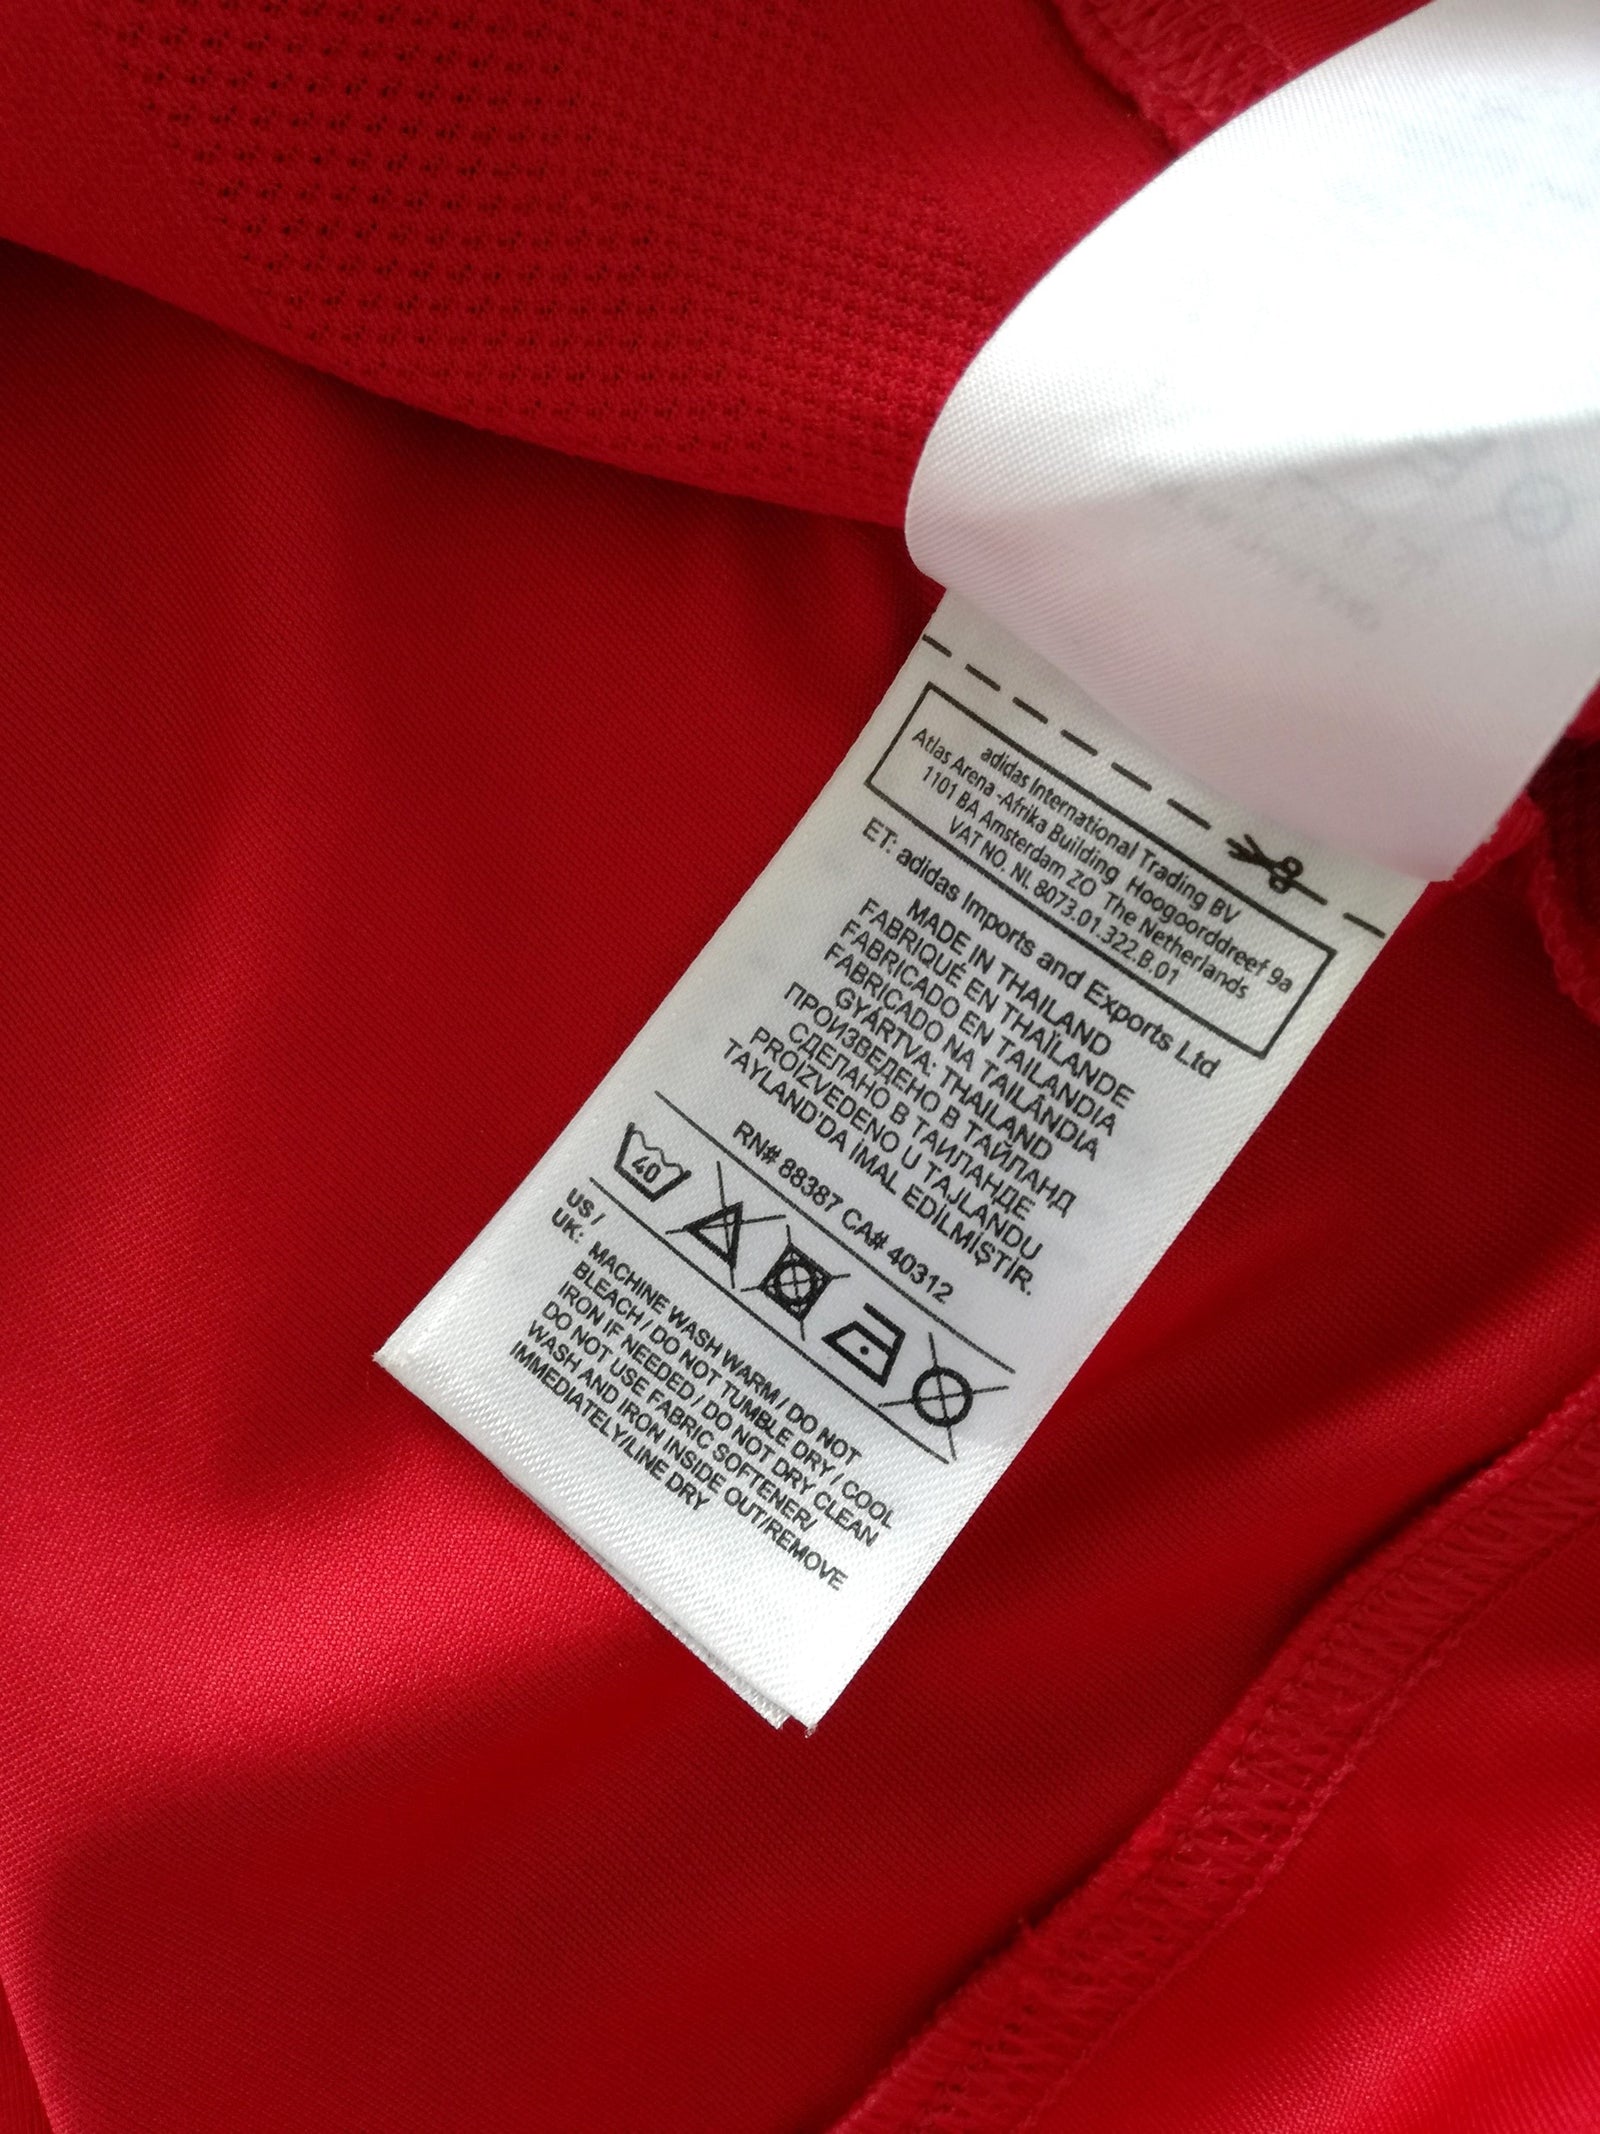 adidas International Trading BV
Atlas Arena -Afrika Building Hoogoorddreef 9a
1101 BA Amsterdam ZO The Netherlands
VAT NO. NL 8073.01.322.B.01
ET: adidas Imports and Exports Ltd
MADE IN THAILAND
FABRIQUÉ EN THAÏLANDE
FABRICADO EN TAILANDIA
FABRICADO NA TAILÂNDIA
GYÁRTVA: THAILAND
ПРОИЗВЕДЕНО В ТАЙЛАНД
СДЕЛАНО В ТАИЛАНДЕ
PROIZVEDENO U TAJLANDU
TAYLAND'DA İMAL EDİLMİŞTİR.
RN# 88387 CA# 40312
40
US /
UK: MACHINE WASH WARM / DO NOT
BLEACH / DO NOT TUMBLE DRY / COOL
IRON IF NEEDED / DO NOT DRY CLEAN
DO NOT USE FABRIC SOFTENER/
WASH AND IRON INSIDE OUT/REMOVE
IMMEDIATELY/LINE DRY